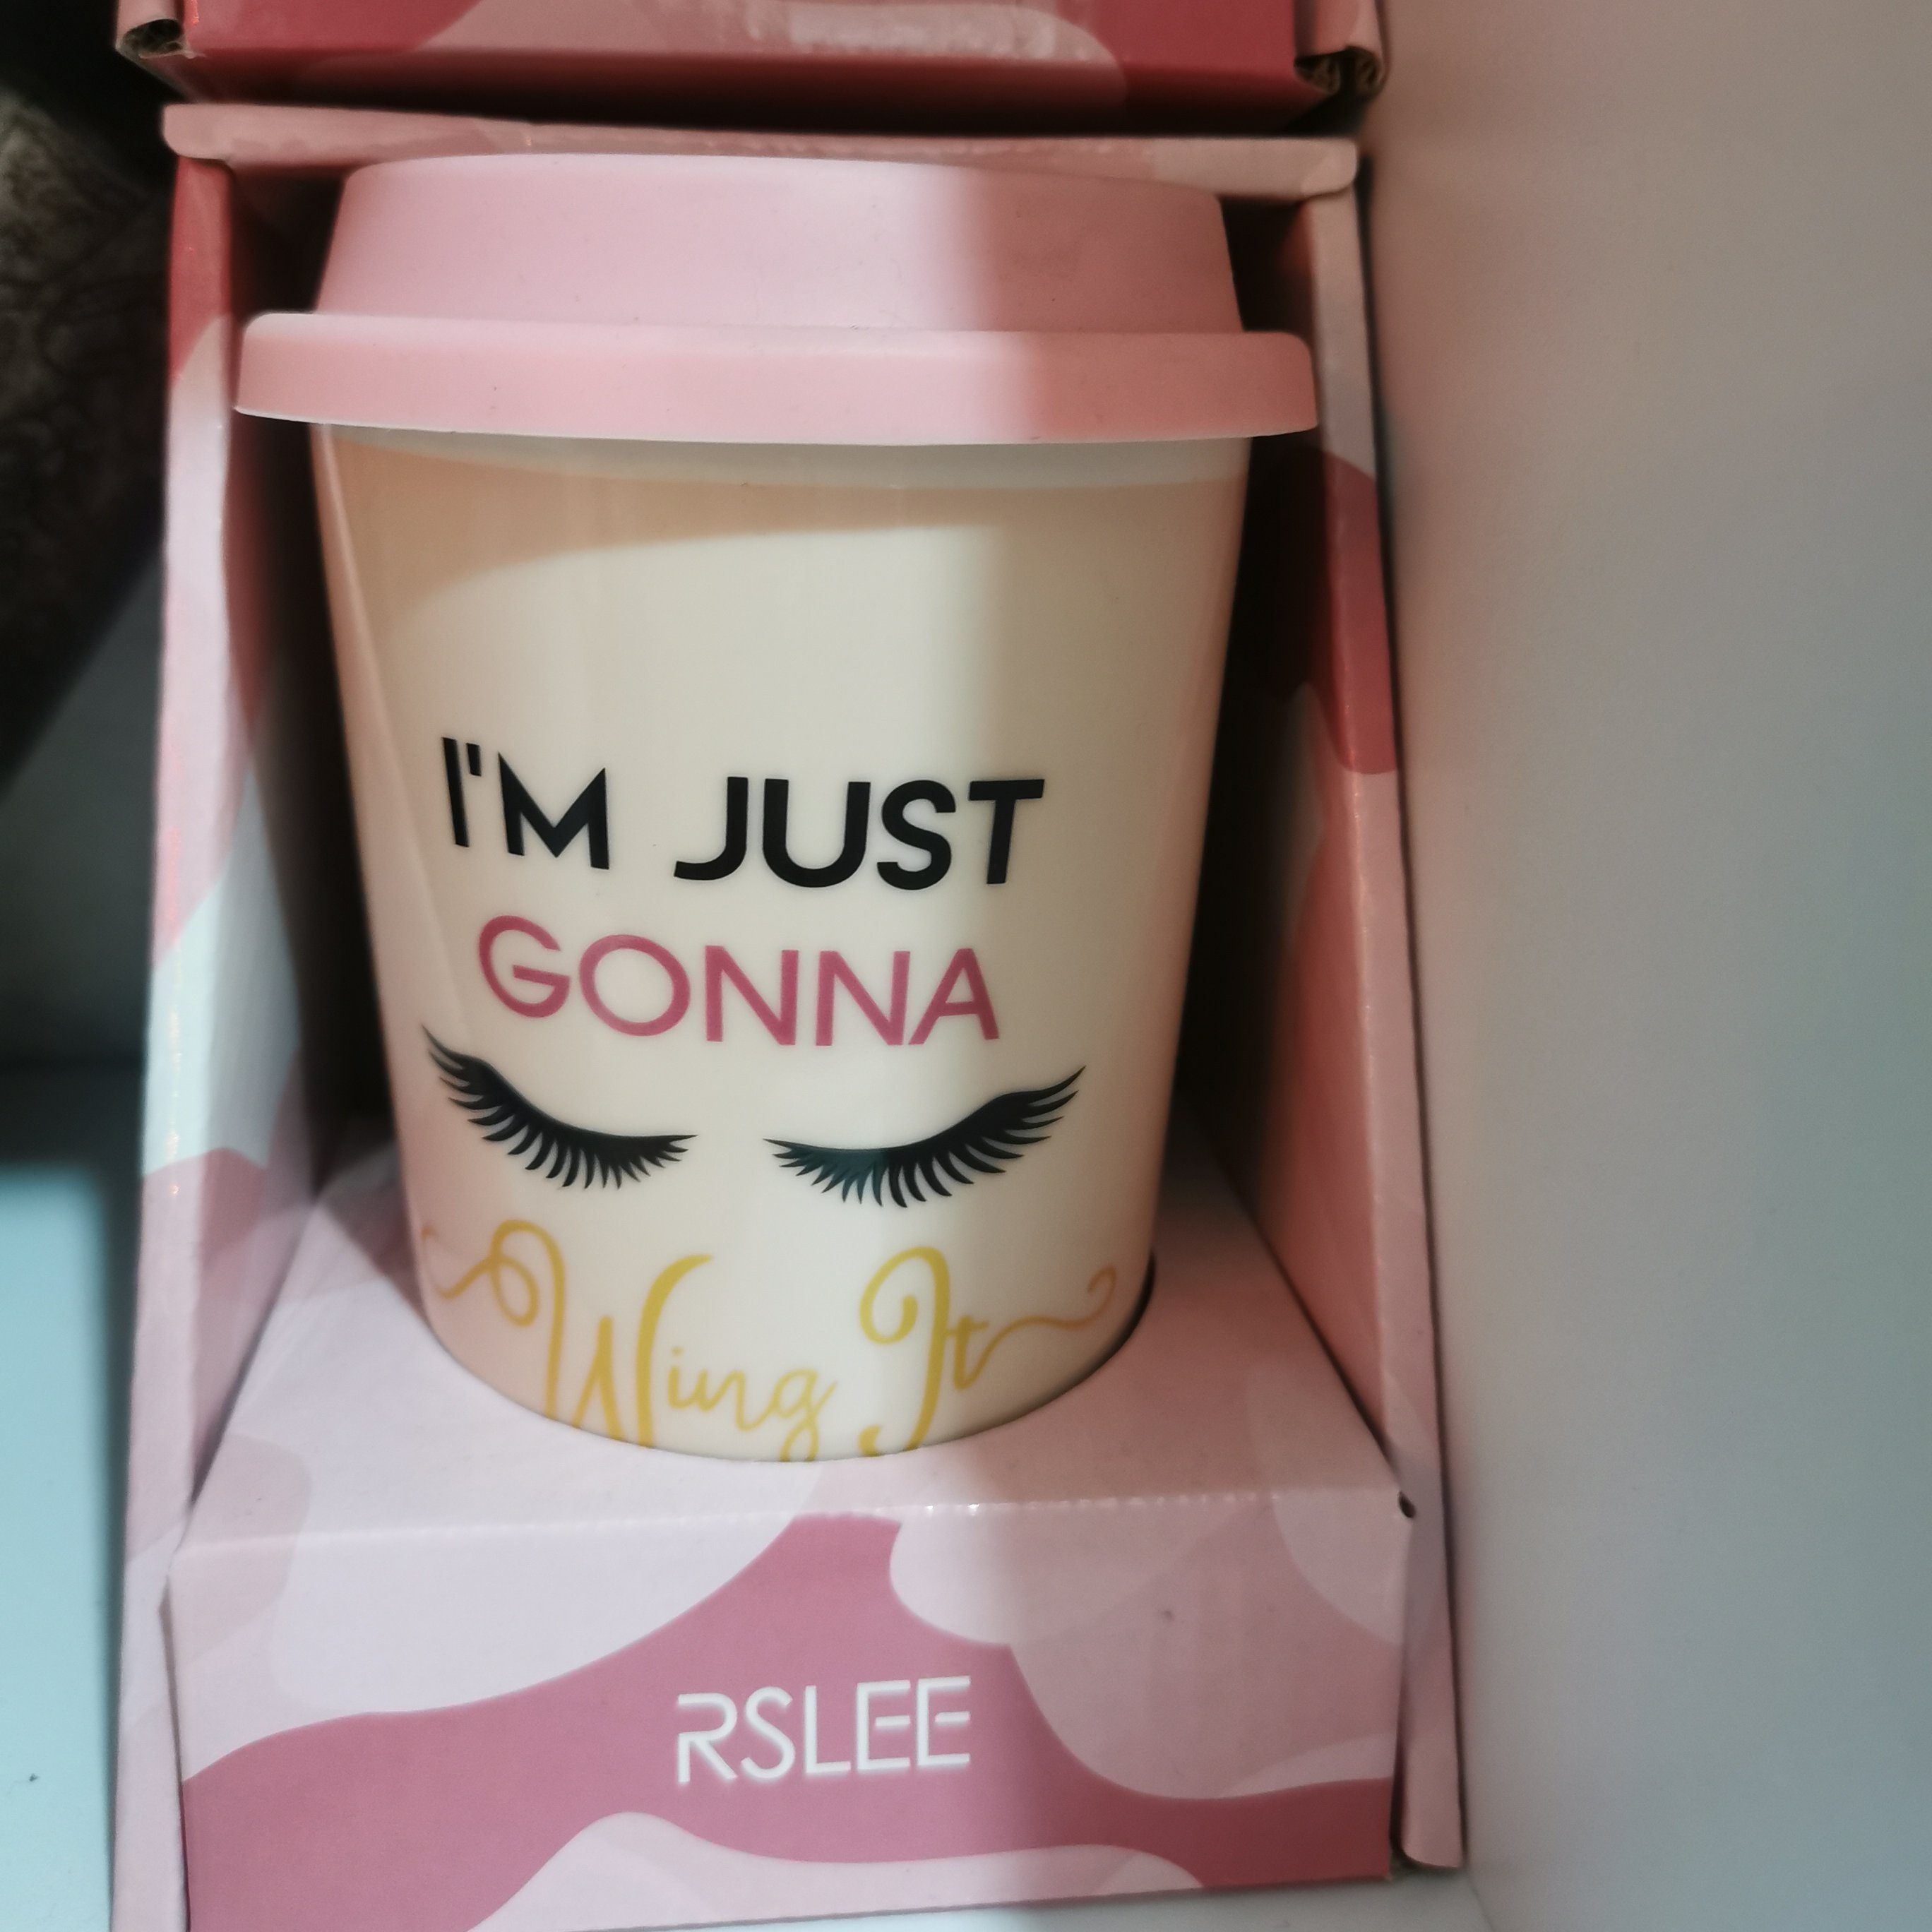 I'M JUST
GONNA
Wing It
RSLEE